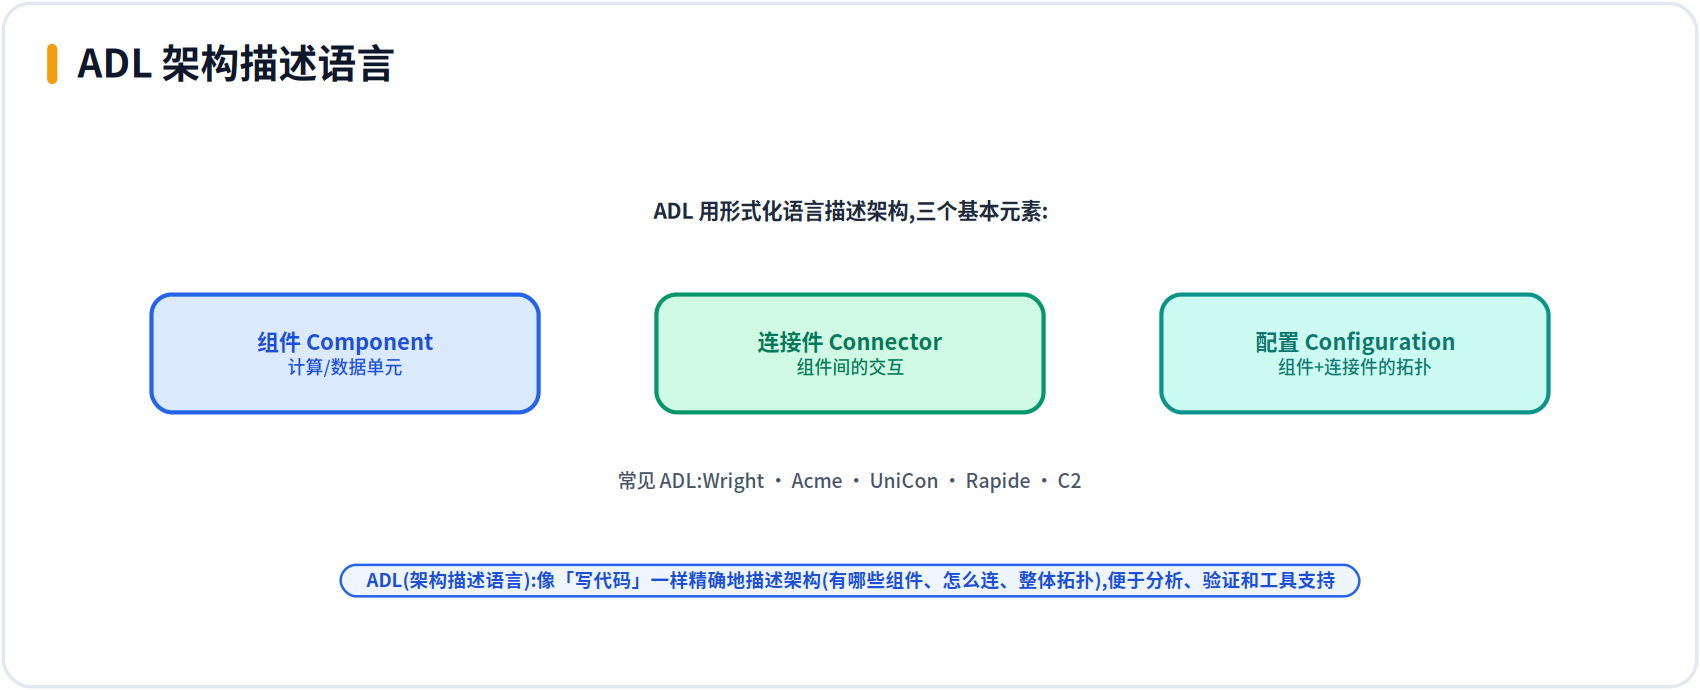 ADL 架构描述语言
ADL 用形式化语言描述架构,三个基本元素:
组件 Component
计算/数据单元
连接件 Connector
组件间的交互
配置 Configuration
组件+连接件的拓扑
常见 ADL:Wright · Acme · UniCon · Rapide · C2
ADL(架构描述语言):像「写代码」一样精确地描述架构(有哪些组件、怎么连、整体拓扑),便于分析、验证和工具支持